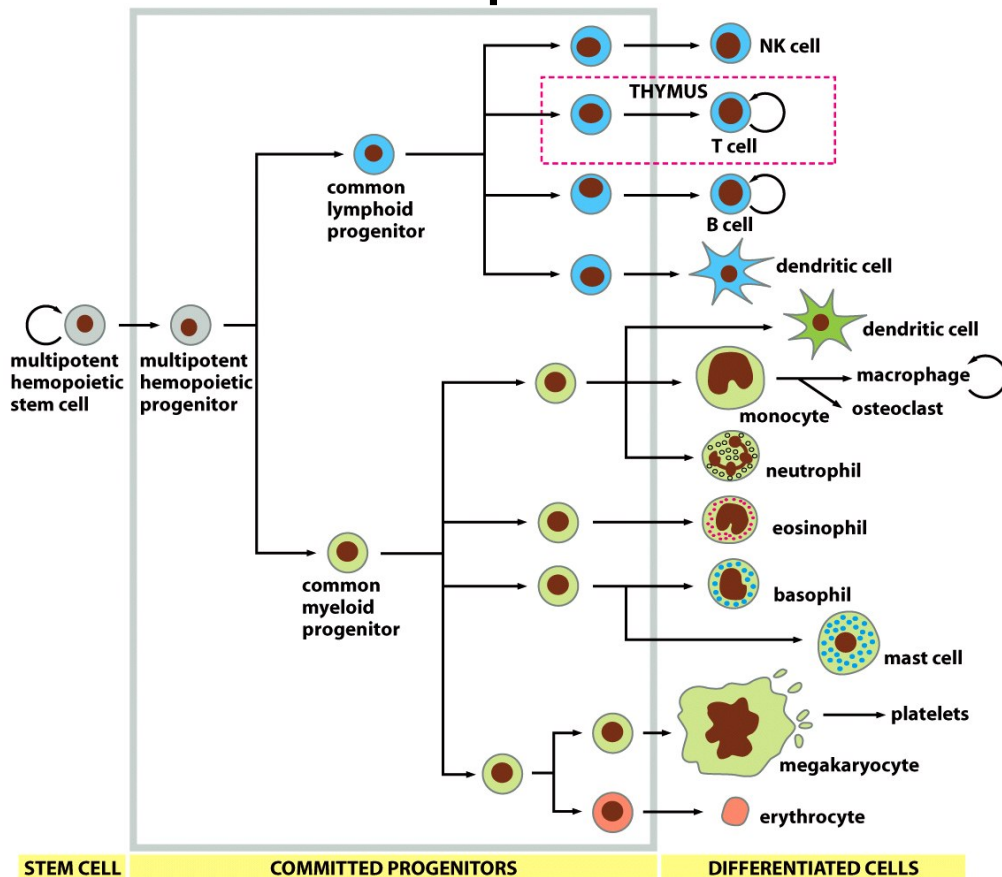 NK cell
THYMUS
T cell
common
lymphoid
progenitor
B cell
dendritic cell
dendritic cell
multipotent
hemopoietic
stem cell
multipotent
hemopoietic
progenitor
macrophage
monocyte
osteoclast
neutrophil
eosinophil
common
myeloid
progenitor
basophil
mast cell
platelets
megakaryocyte
erythrocyte
STEM CELL
COMMITTED PROGENITORS
DIFFERENTIATED CELLS